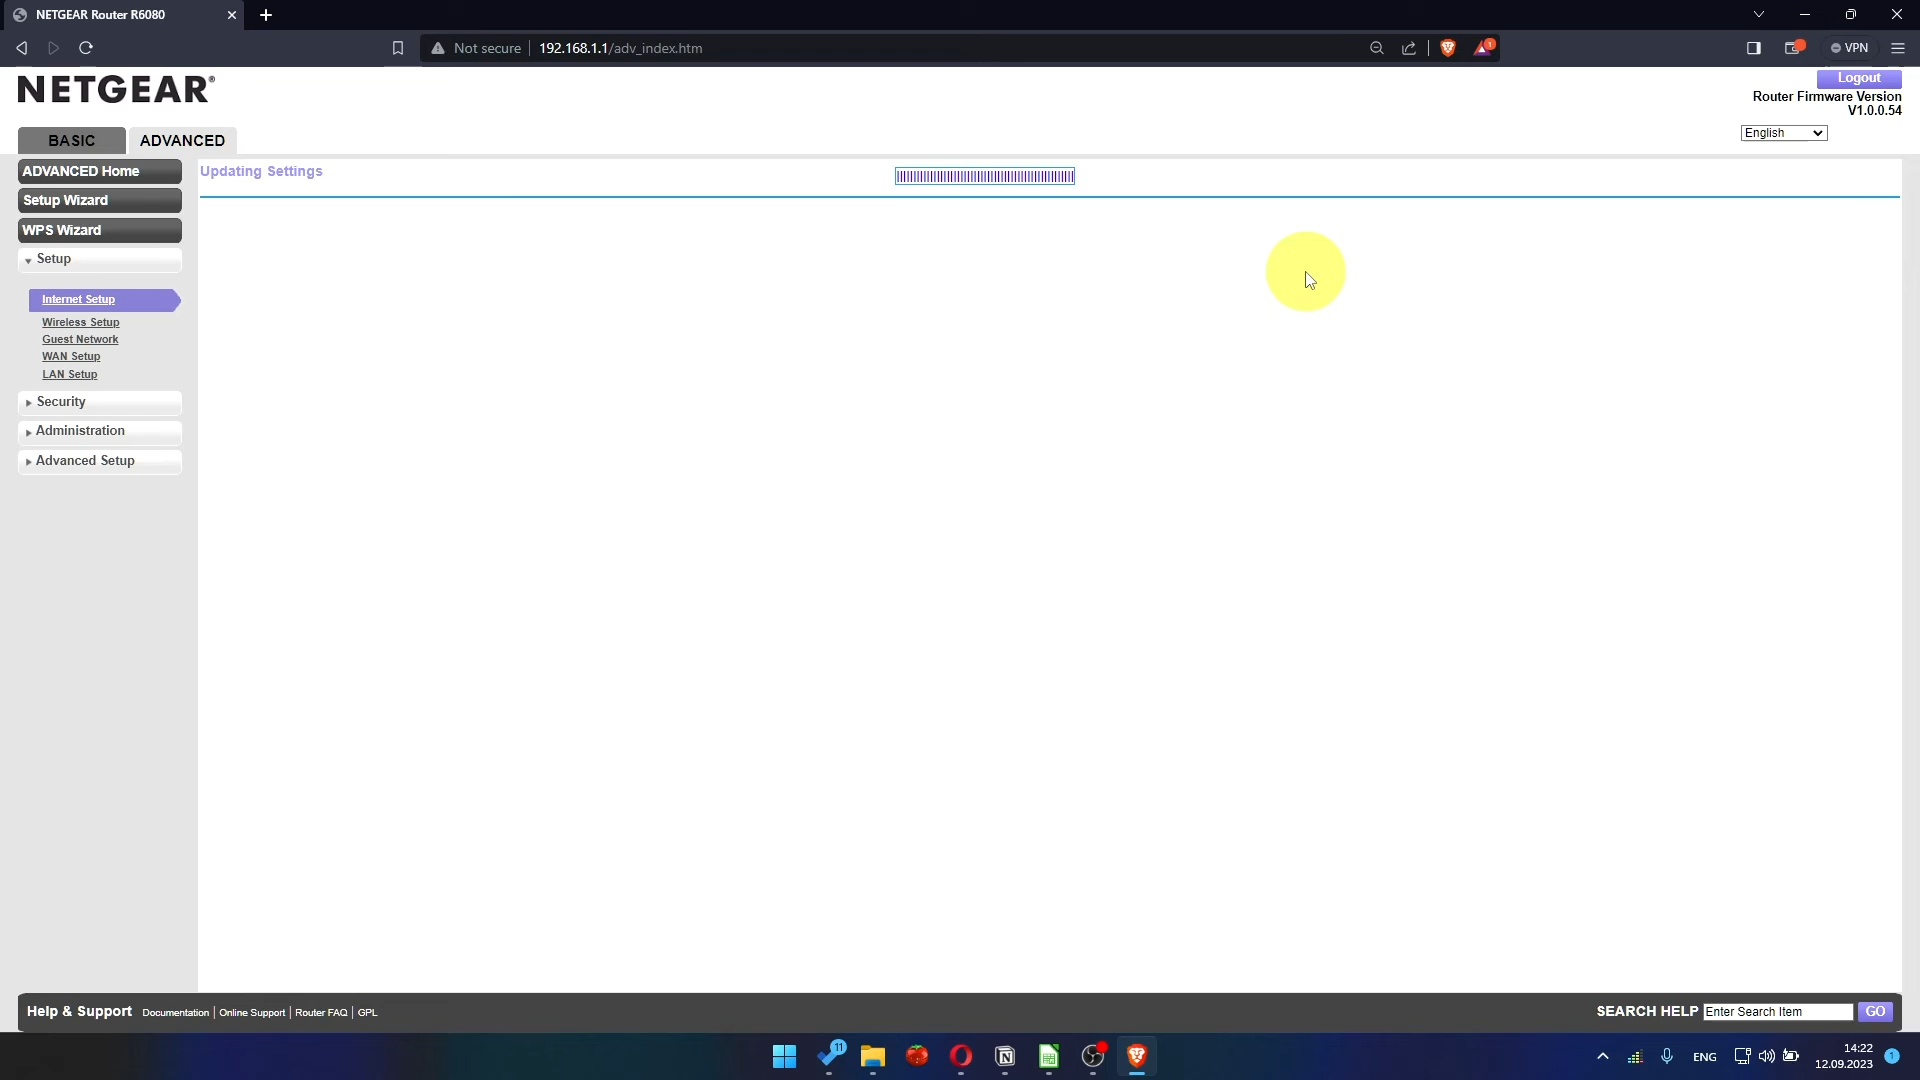 NETGEAR Router R6080
Not secure 192.168.1.1/adv_index.htm
1
VPN
NETGEAR®
Logout
Router Firmware Version
V1.0.0.54
English
BASIC
ADVANCED
ADVANCED Home
Setup Wizard
WPS Wizard
Setup
Internet Setup
Wireless Setup
Guest Network
WAN Setup
LAN Setup
Security
Administration
Advanced Setup
Updating Settings
Help & Support Documentation | Online Support | Router FAQ | GPL
SEARCH HELP Enter Search Item GO
11
ENG
14:22
12.09.2023
1